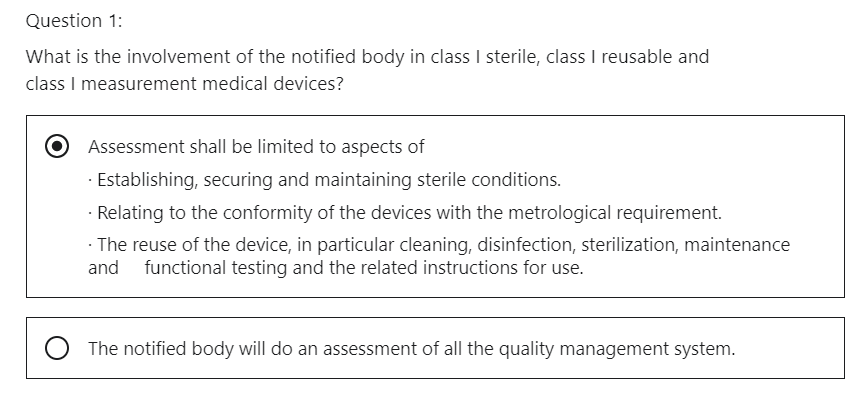 Question 1:
What is the involvement of the notified body in class I sterile, class I reusable and
class I measurement medical devices?
Assessment shall be limited to aspects of
· Establishing, securing and maintaining sterile conditions.
· Relating to the conformity of the devices with the metrological requirement.
· The reuse of the device, in particular cleaning, disinfection, sterilization, maintenance
and functional testing and the related instructions for use.
The notified body will do an assessment of all the quality management system.